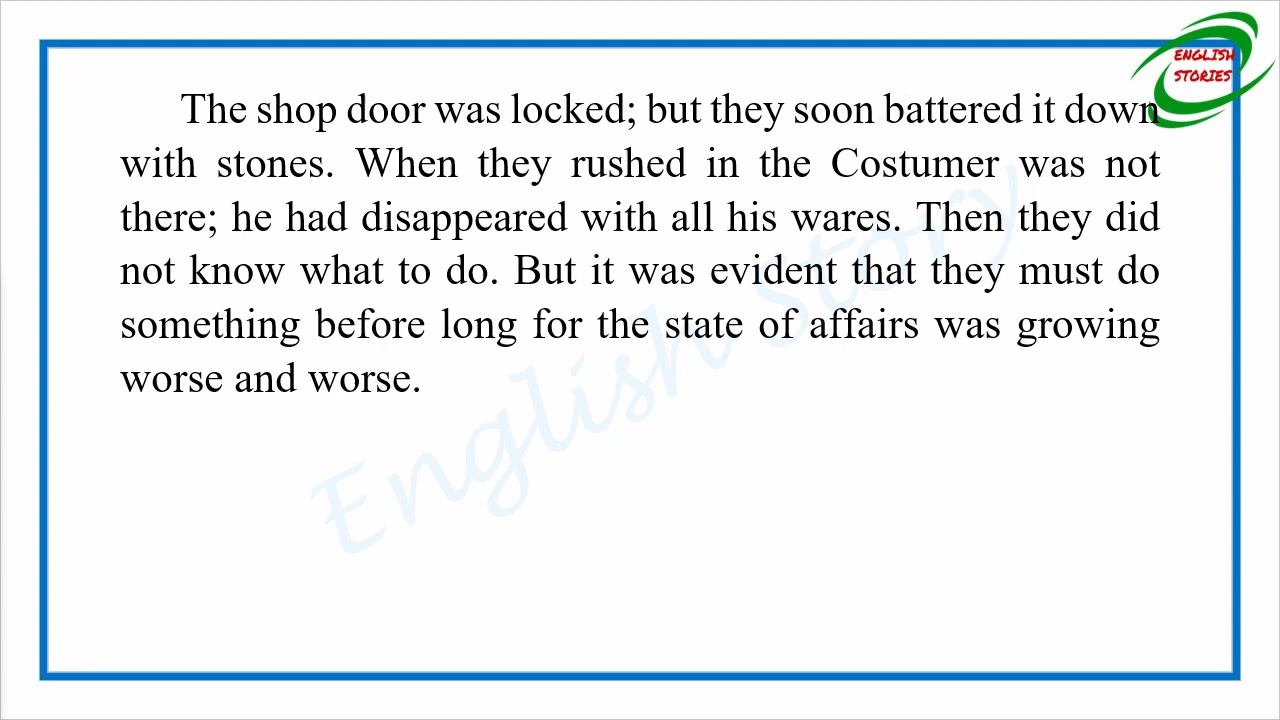 ENGLISH
STORIES
The shop door was locked; but they soon battered it down
with stones. When they rushed in the Costumer was not
there; he had disappeared with all his wares. Then they did
not know what to do. But it was evident that they must do
something before long for the state of affairs was growing
worse and worse.
English Story